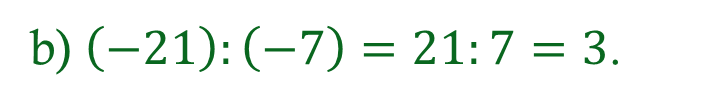 b) (−21): (−7) = 21: 7 = 3.